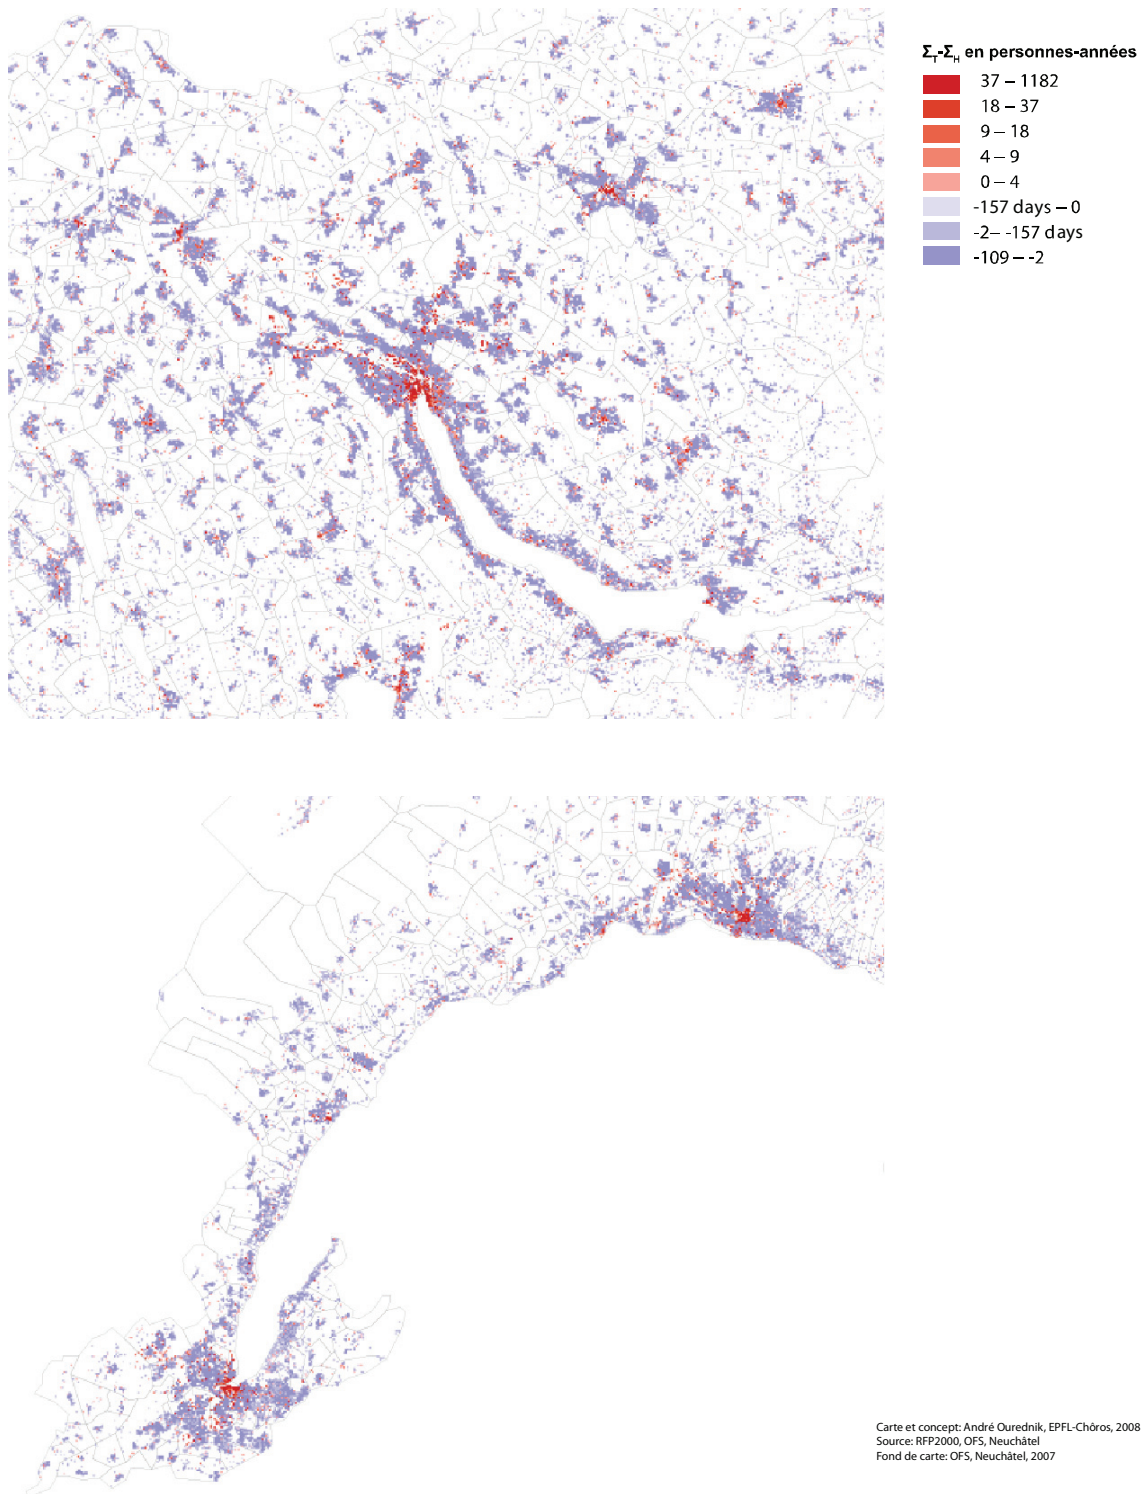 ΣT-ΣH en personnes-années
37 – 1182
18 – 37
9 – 18
4 – 9
0 – 4
-157 days – 0
-2– -157 days
-109 – -2
Carte et concept: André Ourednik, EPFL-Chôros, 2008
Source: RFP2000, OFS, Neuchâtel
Fond de carte: OFS, Neuchâtel, 2007